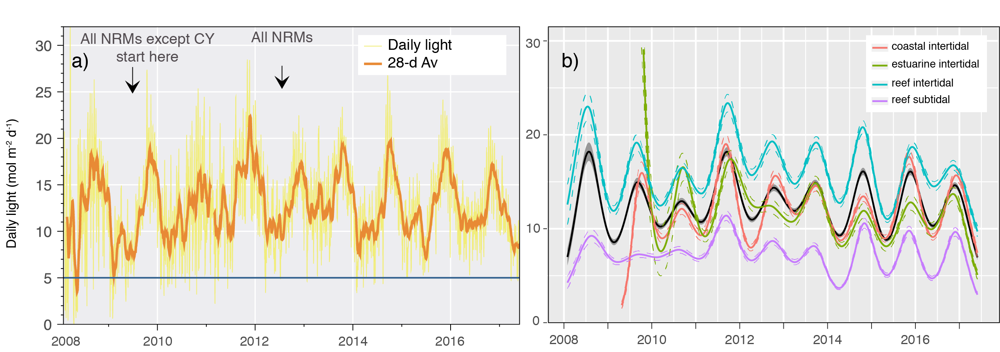 All NRMs except CY
start here
All NRMs
a)
Daily light
28-d Av
30
25
20
15
10
5
0
2008
2010
2012
2014
2016
Daily light (mol m-2 d-1)
b)
coastal intertidal
estuarine intertidal
reef intertidal
reef subtidal
30
20
10
0
2008
2010
2012
2014
2016